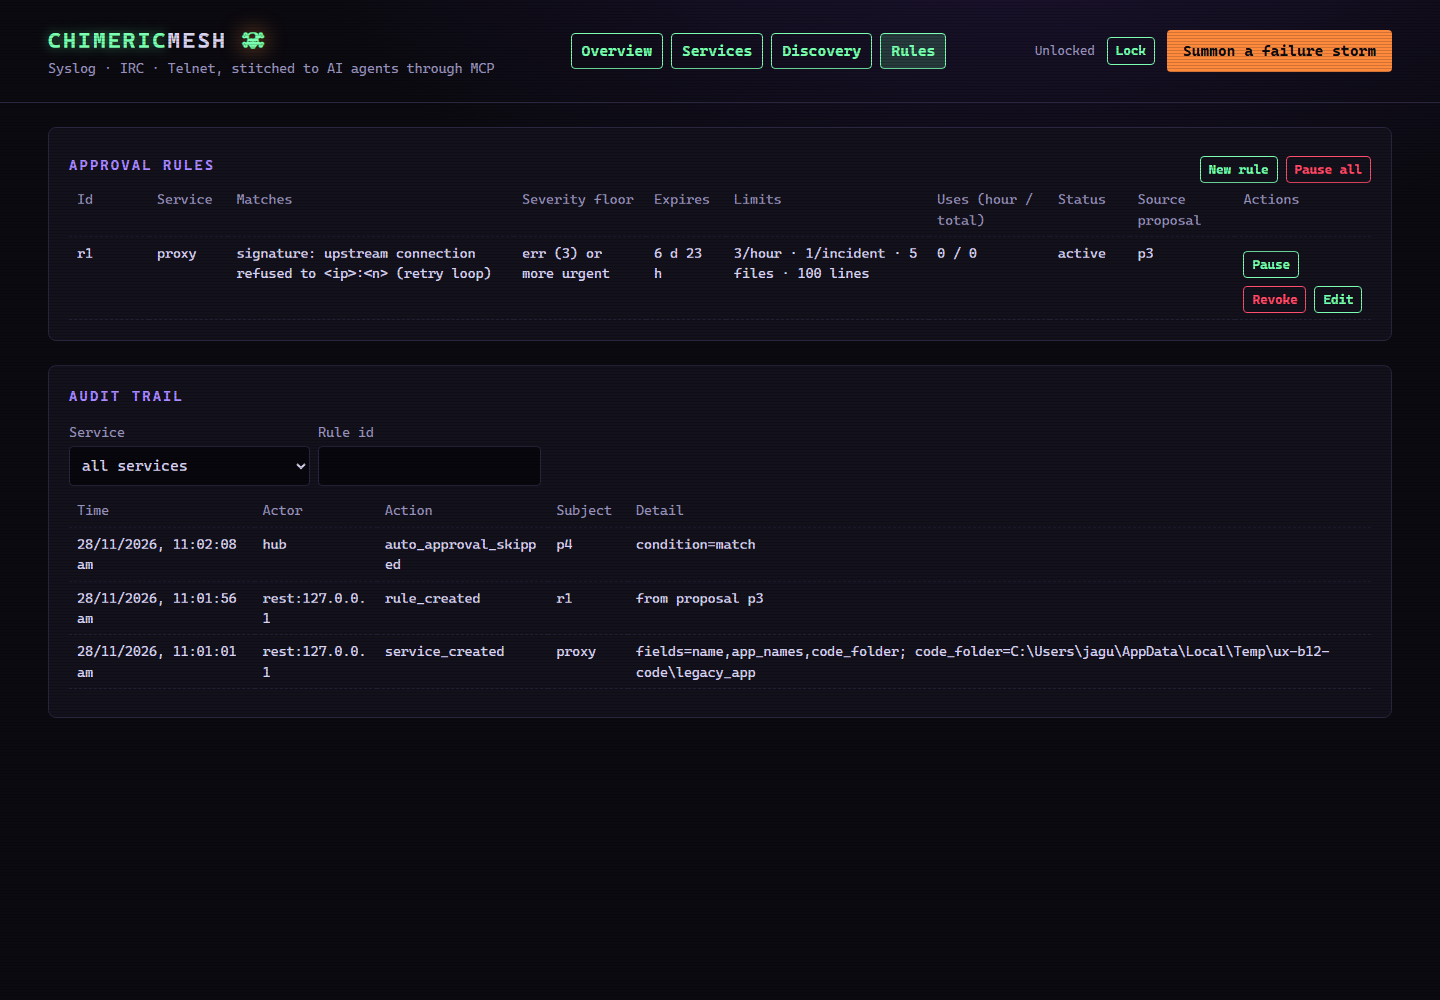 CHIMERICMESH
Syslog · IRC · Telnet, stitched to AI agents through MCP
Overview Services Discovery Rules
Unlocked Lock Summon a failure storm
APPROVAL RULES
New rule Pause all
Id Service Matches Severity floor Expires Limits Uses (hour / total) Status Source proposal Actions
r1 proxy signature: upstream connection refused to <ip>:<n> (retry loop) err (3) or more urgent 6 d 23 h 3/hour · 1/incident · 5 files · 100 lines 0 / 0 active p3 Pause
Revoke Edit
AUDIT TRAIL
Service Rule id
all services
Time Actor Action Subject Detail
28/11/2026, 11:02:08 am hub auto_approval_skipped p4 condition=match
28/11/2026, 11:01:56 am rest:127.0.0.1 rule_created r1 from proposal p3
28/11/2026, 11:01:01 am rest:127.0.0.1 service_created proxy fields=name,app_names,code_folder; code_folder=C:\Users\jagu\AppData\Local\Temp\ux-b12-code\legacy_app